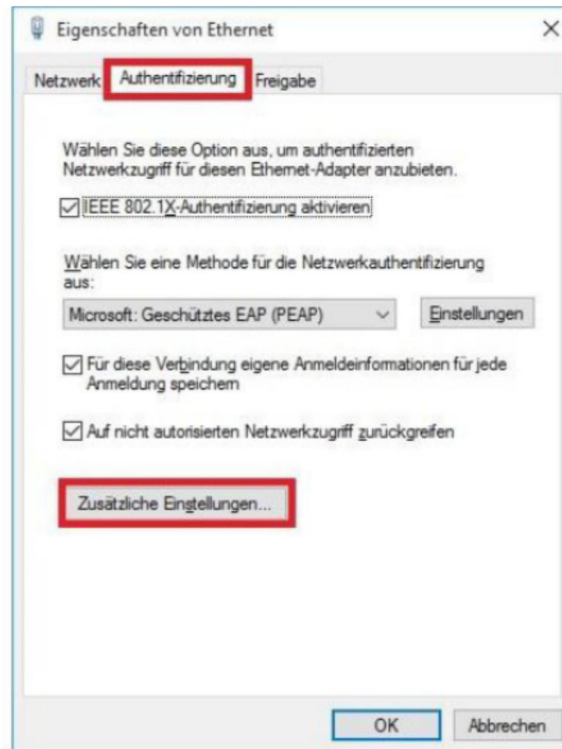 Eigenschaften von Ethernet
Netzwerk Authentifizierung Freigabe
Wählen Sie diese Option aus, um authentifizierten
Netzwerkzugriff für diesen Ethernet-Adapter anzubieten.
IEEE 802.1X-Authentifizierung aktivieren
Wählen Sie eine Methode für die Netzwerkauthentifizierung
aus:
Microsoft: Geschütztes EAP (PEAP) Einstellungen
Für diese Verbindung eigene Anmeldeinformationen für jede
Anmeldung speichern
Auf nicht autorisierten Netzwerkzugriff zurückgreifen
Zusätzliche Einstellungen...
OK Abbrechen